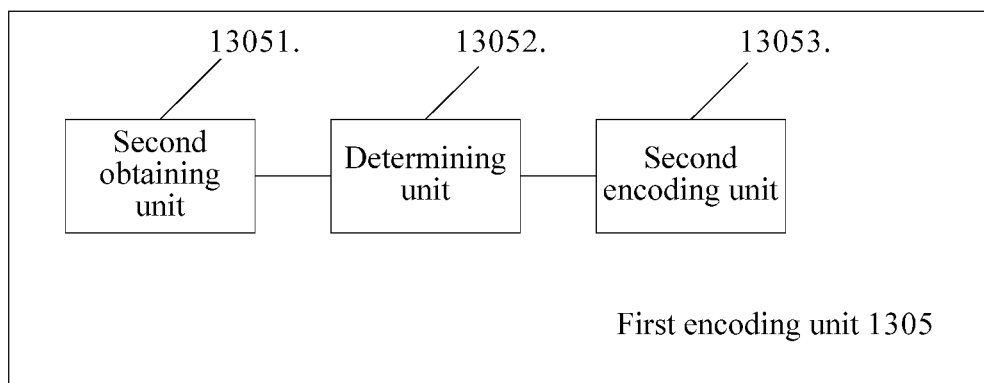 13051.
13052.
13053.
Second
obtaining
unit
Determining
unit
Second
encoding unit
First encoding unit 1305